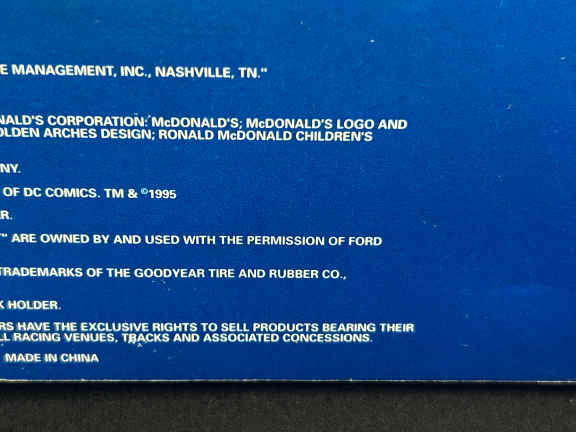 E MANAGEMENT, INC., NASHVILLE, TN."
NALD'S CORPORATION: McDONALD'S; McDONALD'S LOGO AND
OLDEN ARCHES DESIGN; RONALD McDONALD CHILDREN'S
NY.
OF DC COMICS. TM & ©1995
R.
" ARE OWNED BY AND USED WITH THE PERMISSION OF FORD
TRADEMARKS OF THE GOODYEAR TIRE AND RUBBER CO.,
K HOLDER.
RS HAVE THE EXCLUSIVE RIGHTS TO SELL PRODUCTS BEARING THEIR
LL RACING VENUES, TRACKS AND ASSOCIATED CONCESSIONS.
MADE IN CHINA